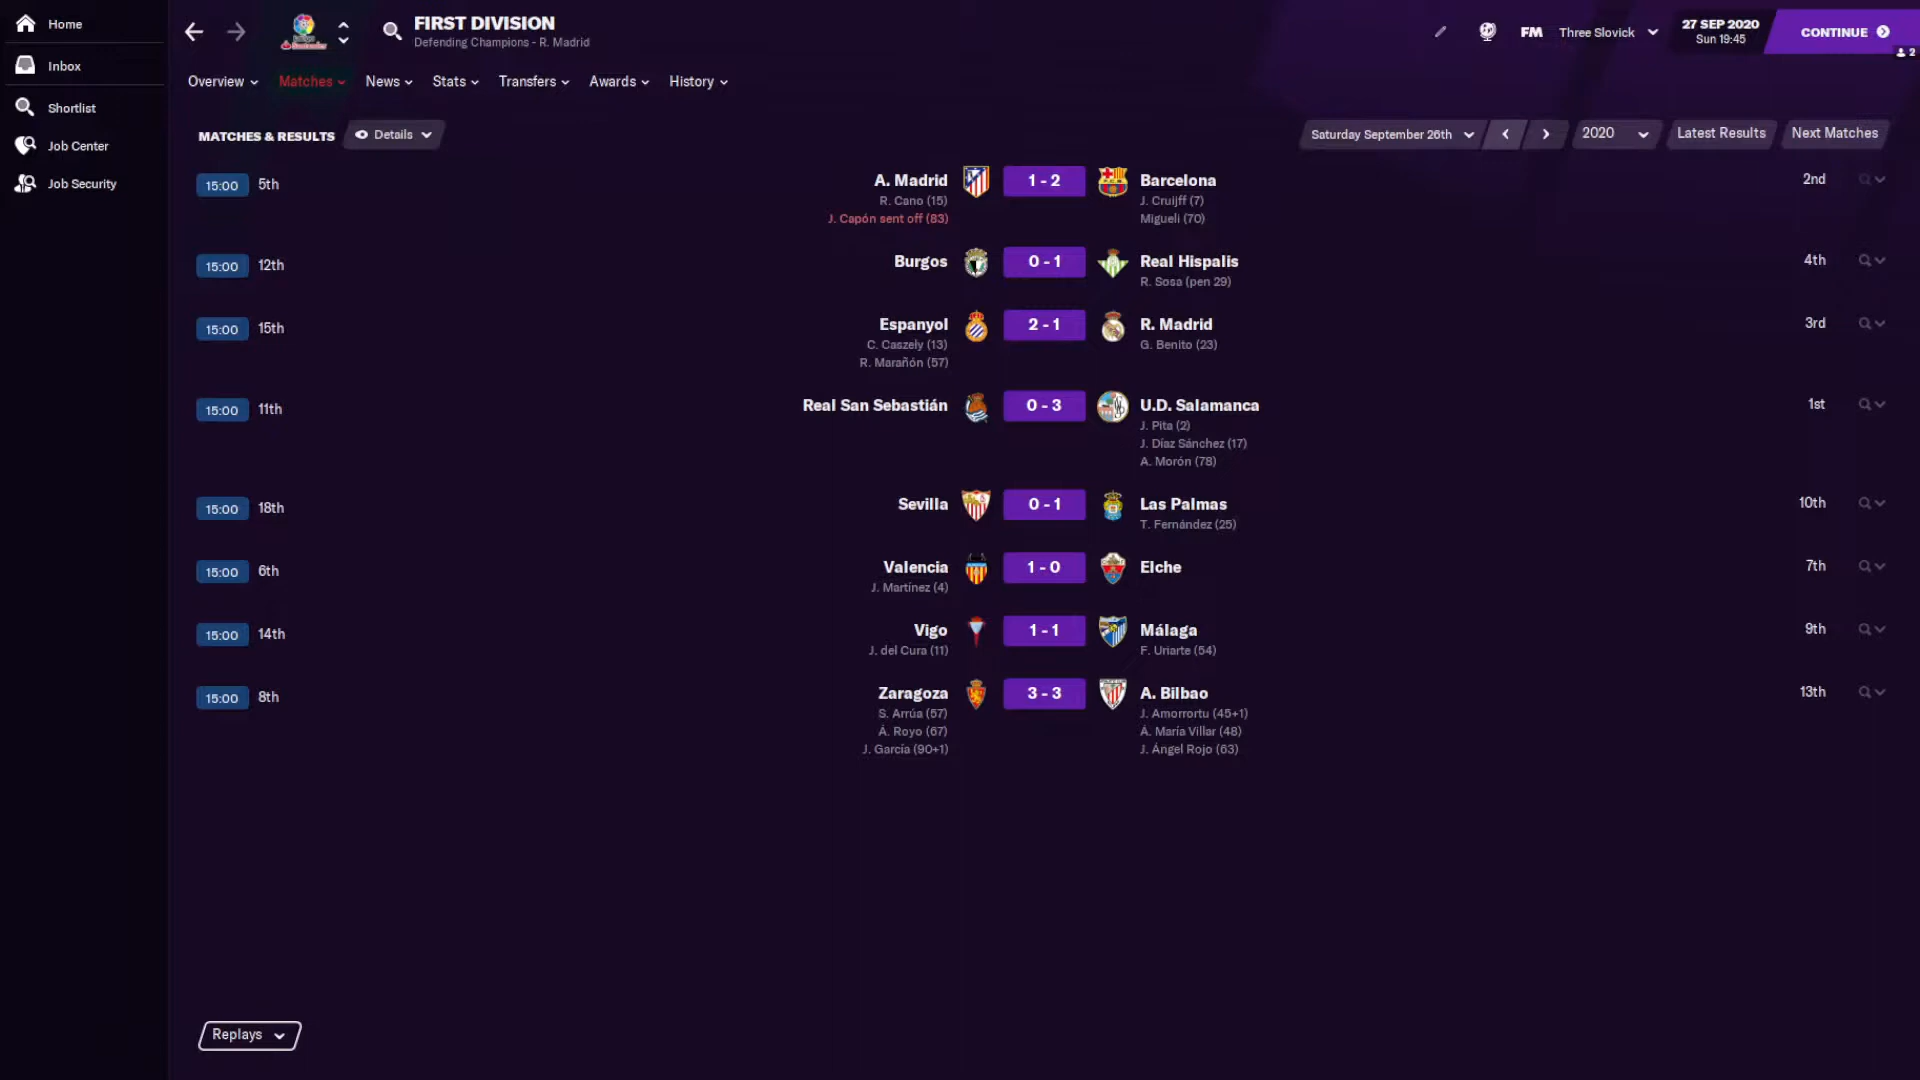 Home
Inbox
Shortlist
Job Center
Job Security
FIRST DIVISION
Defending Champions - R. Madrid
FM Three Slovick
27 SEP 2020
Sun 19:45
CONTINUE
2
Overview Matches News Stats Transfers Awards History
MATCHES & RESULTS Details Saturday September 26th 2020 Latest Results Next Matches
15:00 5th A. Madrid 1 - 2 Barcelona 2nd
R. Cano (15) J. Cruijff (7)
J. Capón sent off (83) Migueli (70)
15:00 12th Burgos 0 - 1 Real Hispalis 4th
R. Sosa (pen 29)
15:00 15th Espanyol 2 - 1 R. Madrid 3rd
C. Caszely (13) G. Benito (23)
R. Marañón (57)
15:00 11th Real San Sebastián 0 - 3 U.D. Salamanca 1st
J. Pita (2)
J. Díaz Sánchez (17)
A. Morón (78)
15:00 18th Sevilla 0 - 1 Las Palmas 10th
T. Fernández (25)
15:00 6th Valencia 1 - 0 Elche 7th
J. Martínez (4)
15:00 14th Vigo 1 - 1 Málaga 9th
J. del Cura (11) F. Uriarte (54)
15:00 8th Zaragoza 3 - 3 A. Bilbao 13th
S. Arrúa (57) J. Amorrortu (45+1)
Á. Royo (67) Á. María Villar (48)
J. García (90+1) J. Ángel Rojo (63)
Replays